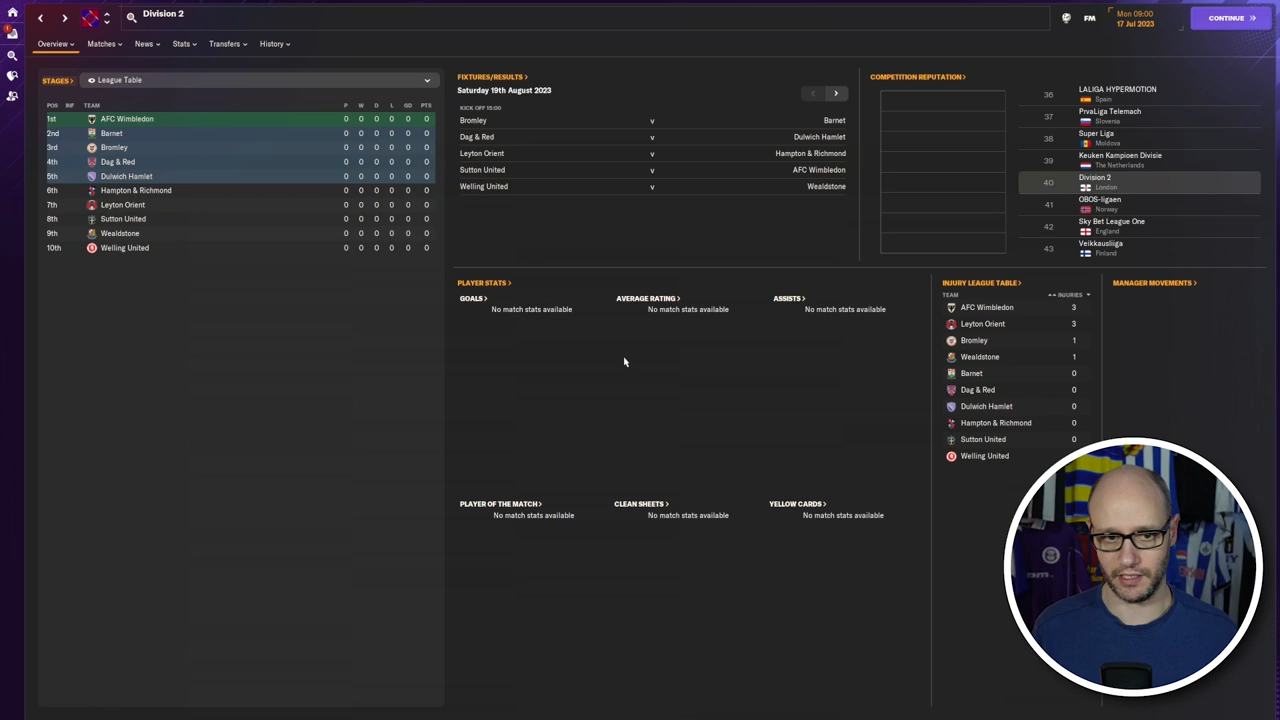 Division 2
FM
Mon 09:00
17 Jul 2023
CONTINUE
Overview
Matches
News
Stats
Transfers
History
STAGES
League Table
POS INF TEAM P W D L GD PTS
1st AFC Wimbledon 0 0 0 0 0 0
2nd Barnet 0 0 0 0 0 0
3rd Bromley 0 0 0 0 0 0
4th Dag & Red 0 0 0 0 0 0
5th Dulwich Hamlet 0 0 0 0 0 0
6th Hampton & Richmond 0 0 0 0 0 0
7th Leyton Orient 0 0 0 0 0 0
8th Sutton United 0 0 0 0 0 0
9th Wealdstone 0 0 0 0 0 0
10th Welling United 0 0 0 0 0 0
FIXTURES/RESULTS
Saturday 19th August 2023
KICK OFF 15:00
Bromley v Barnet
Dag & Red v Dulwich Hamlet
Leyton Orient v Hampton & Richmond
Sutton United v AFC Wimbledon
Welling United v Wealdstone
COMPETITION REPUTATION
36 LALIGA HYPERMOTION
Spain
37 PrvaLiga Telemach
Slovenia
38 Super Liga
Moldova
39 Keuken Kampioen Divisie
The Netherlands
40 Division 2
London
41 OBOS-ligaen
Norway
42 Sky Bet League One
England
43 Veikkausliiga
Finland
PLAYER STATS
GOALS
No match stats available
AVERAGE RATING
No match stats available
ASSISTS
No match stats available
PLAYER OF THE MATCH
No match stats available
CLEAN SHEETS
No match stats available
YELLOW CARDS
No match stats available
INJURY LEAGUE TABLE
TEAM INJURIES
AFC Wimbledon 3
Leyton Orient 3
Bromley 1
Wealdstone 1
Barnet 0
Dag & Red 0
Dulwich Hamlet 0
Hampton & Richmond 0
Sutton United 0
Welling United
MANAGER MOVEMENTS